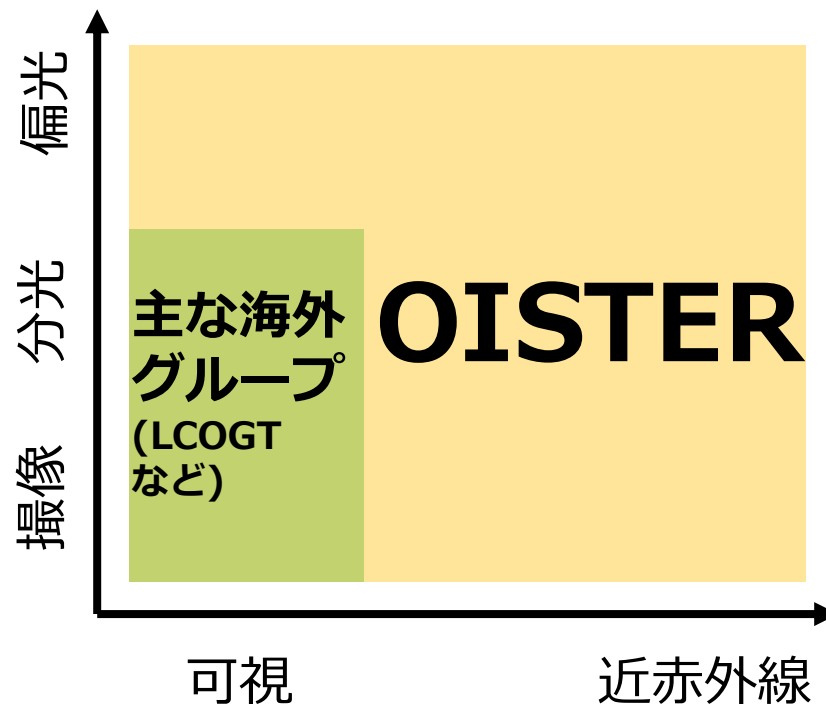 偏光
分光
撮像
主な海外
グループ
(LCOGT
など)
OISTER
可視
近赤外線